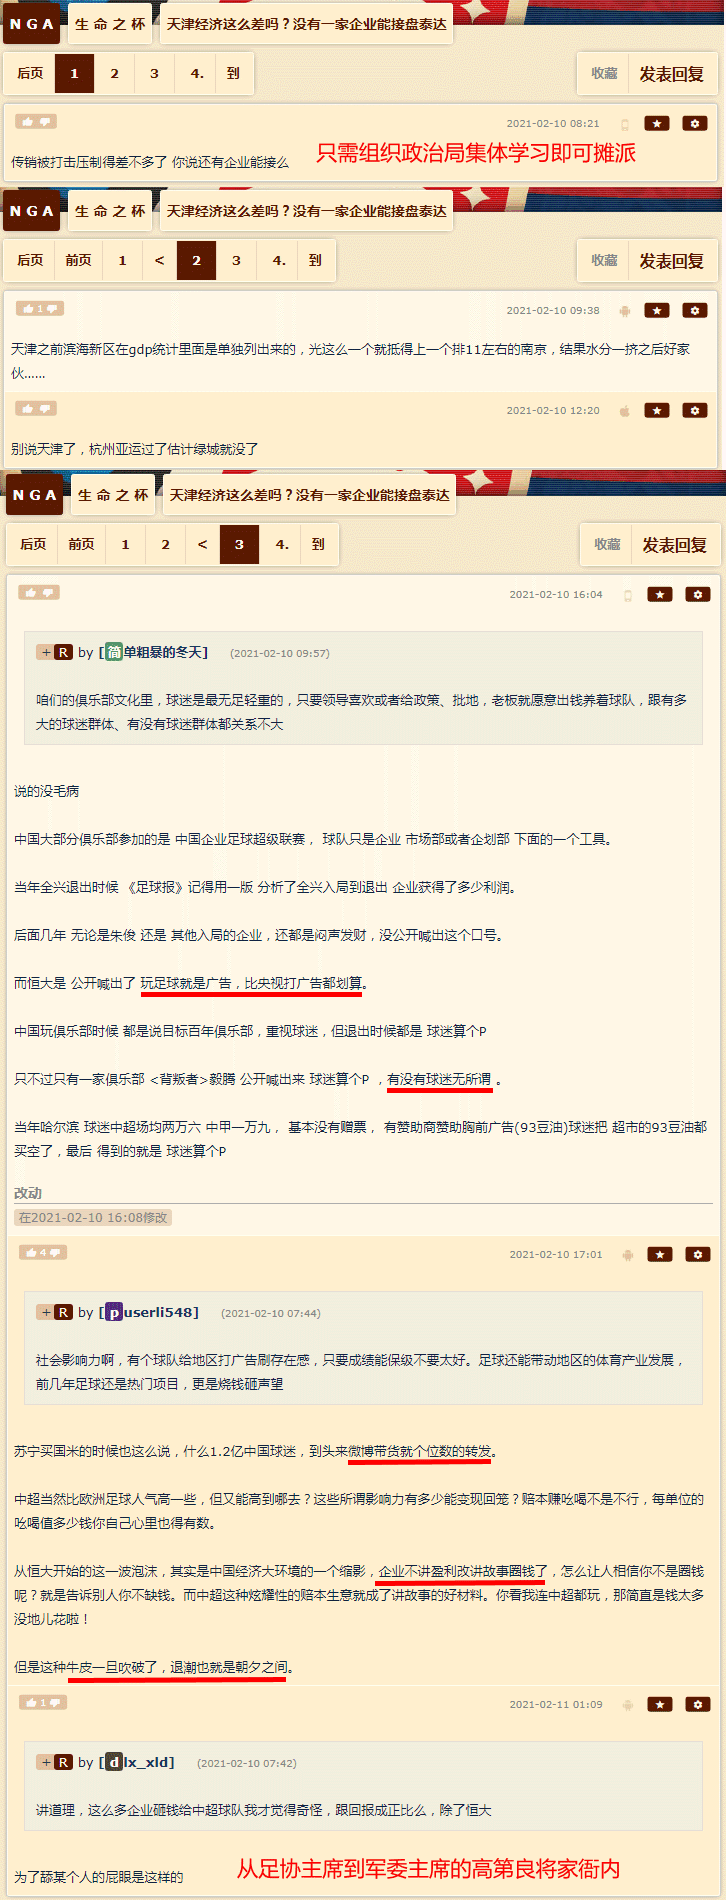 NGA 生命之杯 天津经济这么差吗？没有一家企业能接盘泰达
后页 1 2 3 4. 到 收藏 发表回复
2021-02-10 08:21
传销被打击压制得差不多了 你说还有企业能接么 只需组织政治局集体学习即可摊派
NGA 生命之杯 天津经济这么差吗？没有一家企业能接盘泰达
后页 前页 1 < 2 3 4. 到 收藏 发表回复
1 2021-02-10 09:38
天津之前滨海新区在gdp统计里面是单独列出来的，光这么一个就抵得上一个排11左右的南京，结果水分一挤之后好家
伙......
2021-02-10 12:20
别说天津了，杭州亚运过了估计绿城就没了
NGA 生命之杯 天津经济这么差吗？没有一家企业能接盘泰达
后页 前页 1 2 < 3 4. 到 收藏 发表回复
2021-02-10 16:04
+ R by [简单粗暴的冬天] (2021-02-10 09:57)
咱们的俱乐部文化里，球迷是最无足轻重的，只要领导喜欢或者给政策、批地，老板就愿意出钱养着球队，跟有多
大的球迷群体、有没有球迷群体都关系不大
说的没毛病
中国大部分俱乐部参加的是 中国企业足球超级联赛， 球队只是企业 市场部或者企划部 下面的一个工具。
当年全兴退出时候 《足球报》记得用一版 分析了全兴入局到退出 企业获得了多少利润。
后面几年 无论是朱俊 还是 其他入局的企业，还都是闷声发财，没公开喊出这个口号。
而恒大是 公开喊出了 玩足球就是广告，比央视打广告都划算。
中国玩俱乐部时候 都是说目标百年俱乐部，重视球迷，但退出时候都是 球迷算个P
只不过只有一家俱乐部 <背叛者>毅腾 公开喊出来 球迷算个P ，有没有球迷无所谓 。
当年哈尔滨 球迷中超场均两万六 中甲一万九， 基本没有赠票， 有赞助商赞助胸前广告(93豆油)球迷把 超市的93豆油都
买空了，最后 得到的就是 球迷算个P
改动
在2021-02-10 16:08修改
4 2021-02-10 17:01
+ R by [puserli548] (2021-02-10 07:44)
社会影响力啊，有个球队给地区打广告刷存在感，只要成绩能保级不要太好。足球还能带动地区的体育产业发展，
前几年足球还是热门项目，更是烧钱砸声望
苏宁买国米的时候也这么说，什么1.2亿中国球迷，到头来微博带货就个位数的转发。
中超当然比欧洲足球人气高一些，但又能高到哪去？这些所谓影响力有多少能变现回笼？赔本赚吆喝不是不行，每单位的
吆喝值多少钱你自己心里也得有数。
从恒大开始的这一波泡沫，其实是中国经济大环境的一个缩影，企业不讲盈利改讲故事圈钱了，怎么让人相信你不是圈钱
呢？就是告诉别人你不缺钱。而中超这种炫耀性的赔本生意就成了讲故事的好材料。你看我连中超都玩，那简直是钱太多
没地儿花啦！
但是这种牛皮一旦吹破了，退潮也就是朝夕之间。
1 2021-02-11 01:09
+ R by [dlx_xld] (2021-02-10 07:42)
讲道理，这么多企业砸钱给中超球队我才觉得奇怪，跟回报成正比么，除了恒大
为了舔某个人的屁眼是这样的 从足协主席到军委主席的高第良将家衙内